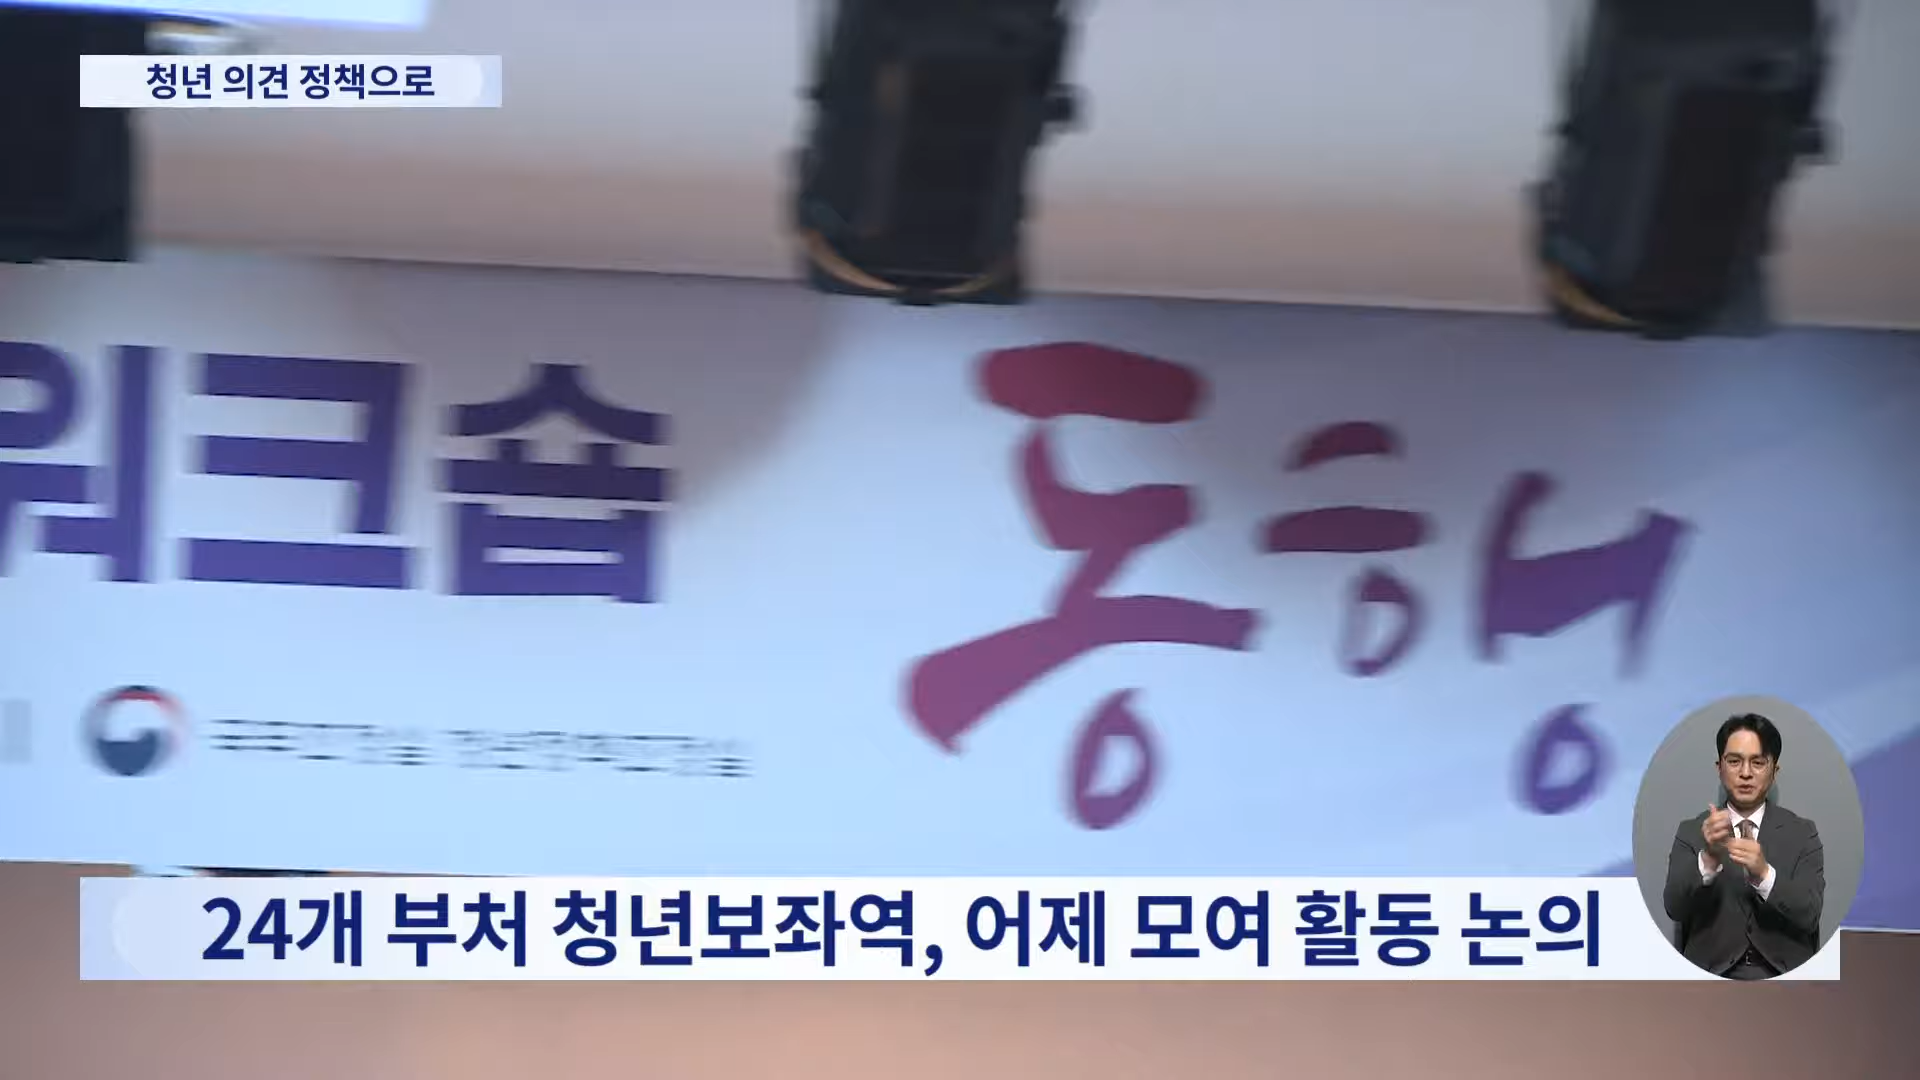 청년 의견 정책으로
워크숍 동행
24개 부처 청년보좌역, 어제 모여 활동 논의